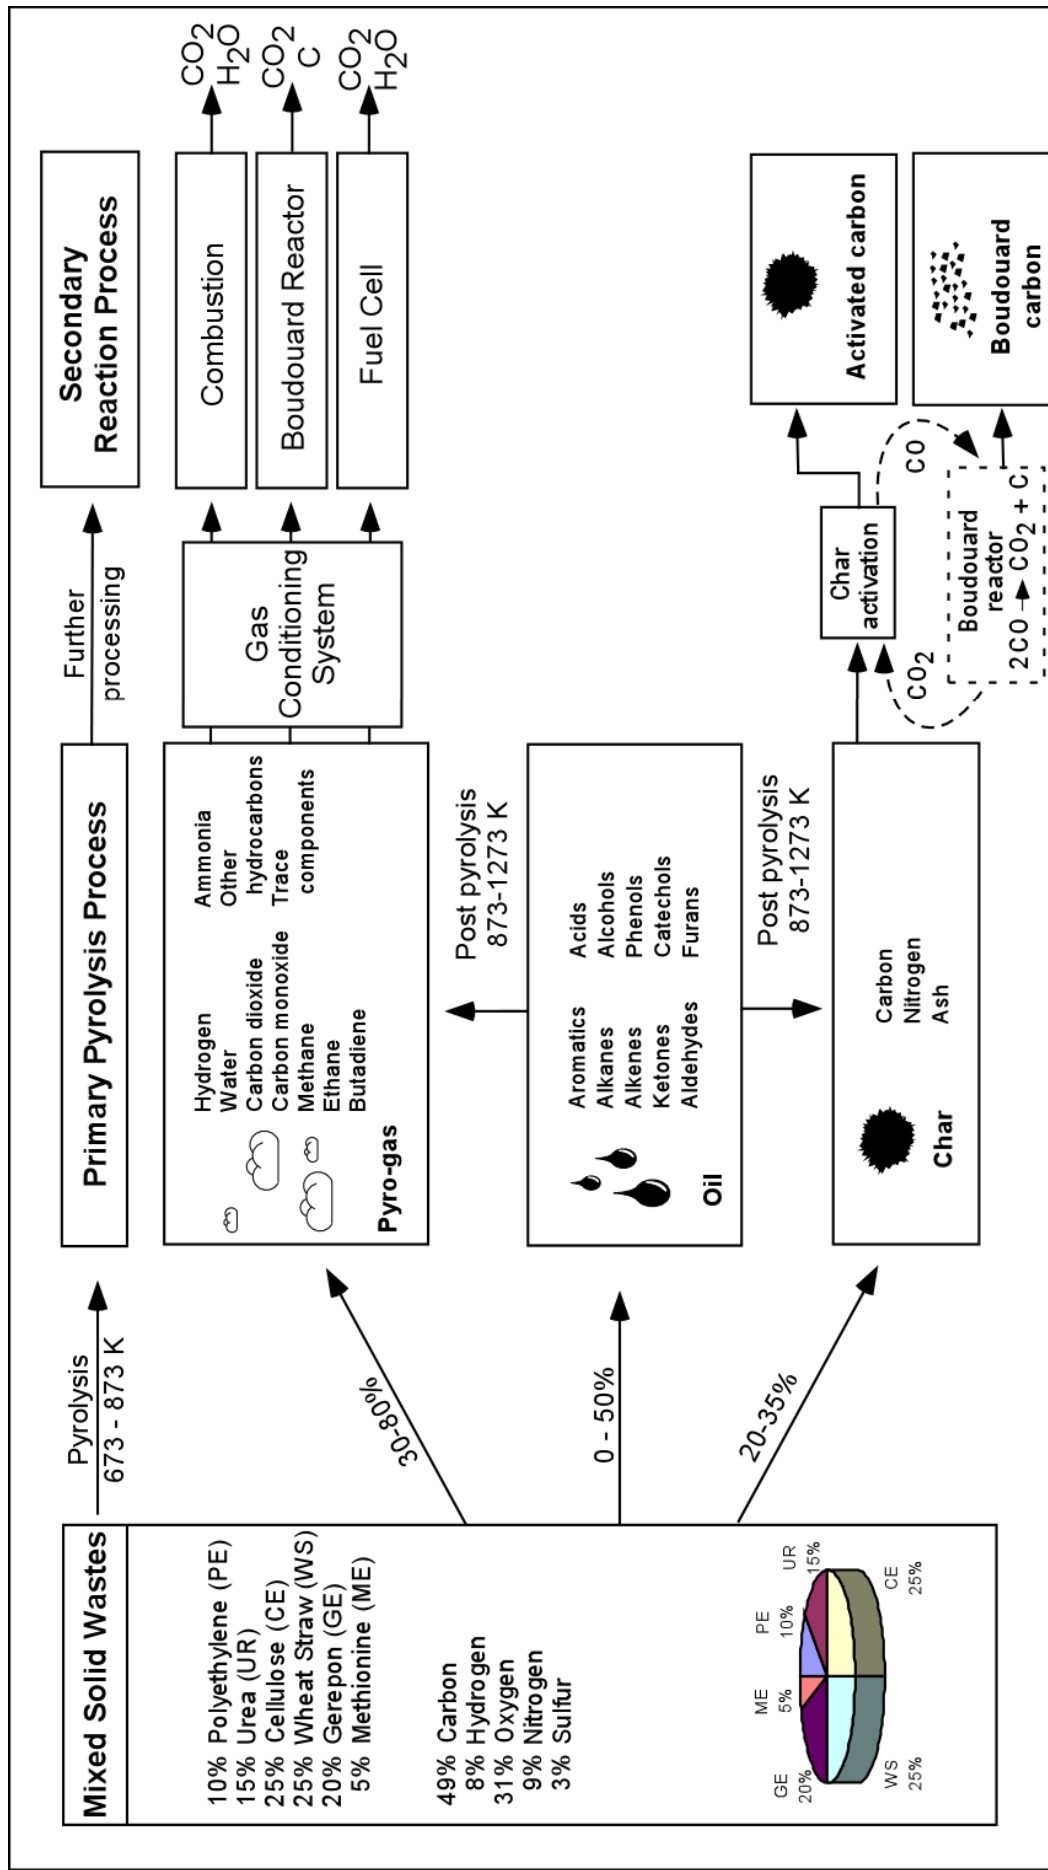 Mixed Solid Wastes
10% Polyethylene (PE)
15% Urea (UR)
25% Cellulose (CE)
25% Wheat Straw (WS)
20% Gerepon (GE)
5% Methionine (ME)
49% Carbon
8% Hydrogen
31% Oxygen
9% Nitrogen
3% Sulfur
GE
20%
ME
5%
PE
10%
UR
15%
WS
25%
CE
25%
Pyrolysis
673 - 873 K
30-80%
0 - 50%
20-35%
Primary Pyrolysis Process
Hydrogen
Water
Carbon dioxide
Carbon monoxide
Methane
Ethane
Butadiene
Ammonia
Other
hydrocarbons
Trace
components
Pyro-gas
Post pyrolysis
873-1273 K
Aromatics
Alkanes
Alkenes
Ketones
Aldehydes
Acids
Alcohols
Phenols
Catechols
Furans
Oil
Post pyrolysis
873-1273 K
Carbon
Nitrogen
Ash
Char
Further
processing
Gas
Conditioning
System
Secondary
Reaction Process
Combustion
CO2
H2O
Boudouard Reactor
CO2
C
Fuel Cell
CO2
H2O
Char
activation
CO2
CO
Boudouard
reactor
2CO → CO2 + C
Activated carbon
Boudouard
carbon